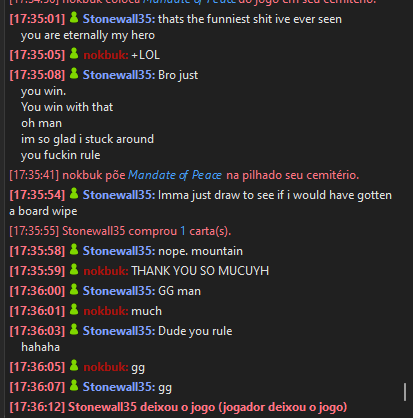 [17:34:50] nokbuk coloca Mandate of Peace do jogo em seu cemitério.
[17:35:01] Stonewall35: thats the funniest shit ive ever seen
you are eternally my hero
[17:35:05] nokbuk: +LOL
[17:35:08] Stonewall35: Bro just
you win.
You win with that
oh man
im so glad i stuck around
you fuckin rule
[17:35:41] nokbuk põe Mandate of Peace na pilhado seu cemitério.
[17:35:54] Stonewall35: Imma just draw to see if i would have gotten
a board wipe
[17:35:55] Stonewall35 comprou 1 carta(s).
[17:35:58] Stonewall35: nope. mountain
[17:35:59] nokbuk: THANK YOU SO MUCUYH
[17:36:00] Stonewall35: GG man
[17:36:01] nokbuk: much
[17:36:03] Stonewall35: Dude you rule
hahaha
[17:36:05] nokbuk: gg
[17:36:07] Stonewall35: gg
[17:36:12] Stonewall35 deixou o jogo (jogador deixou o jogo)